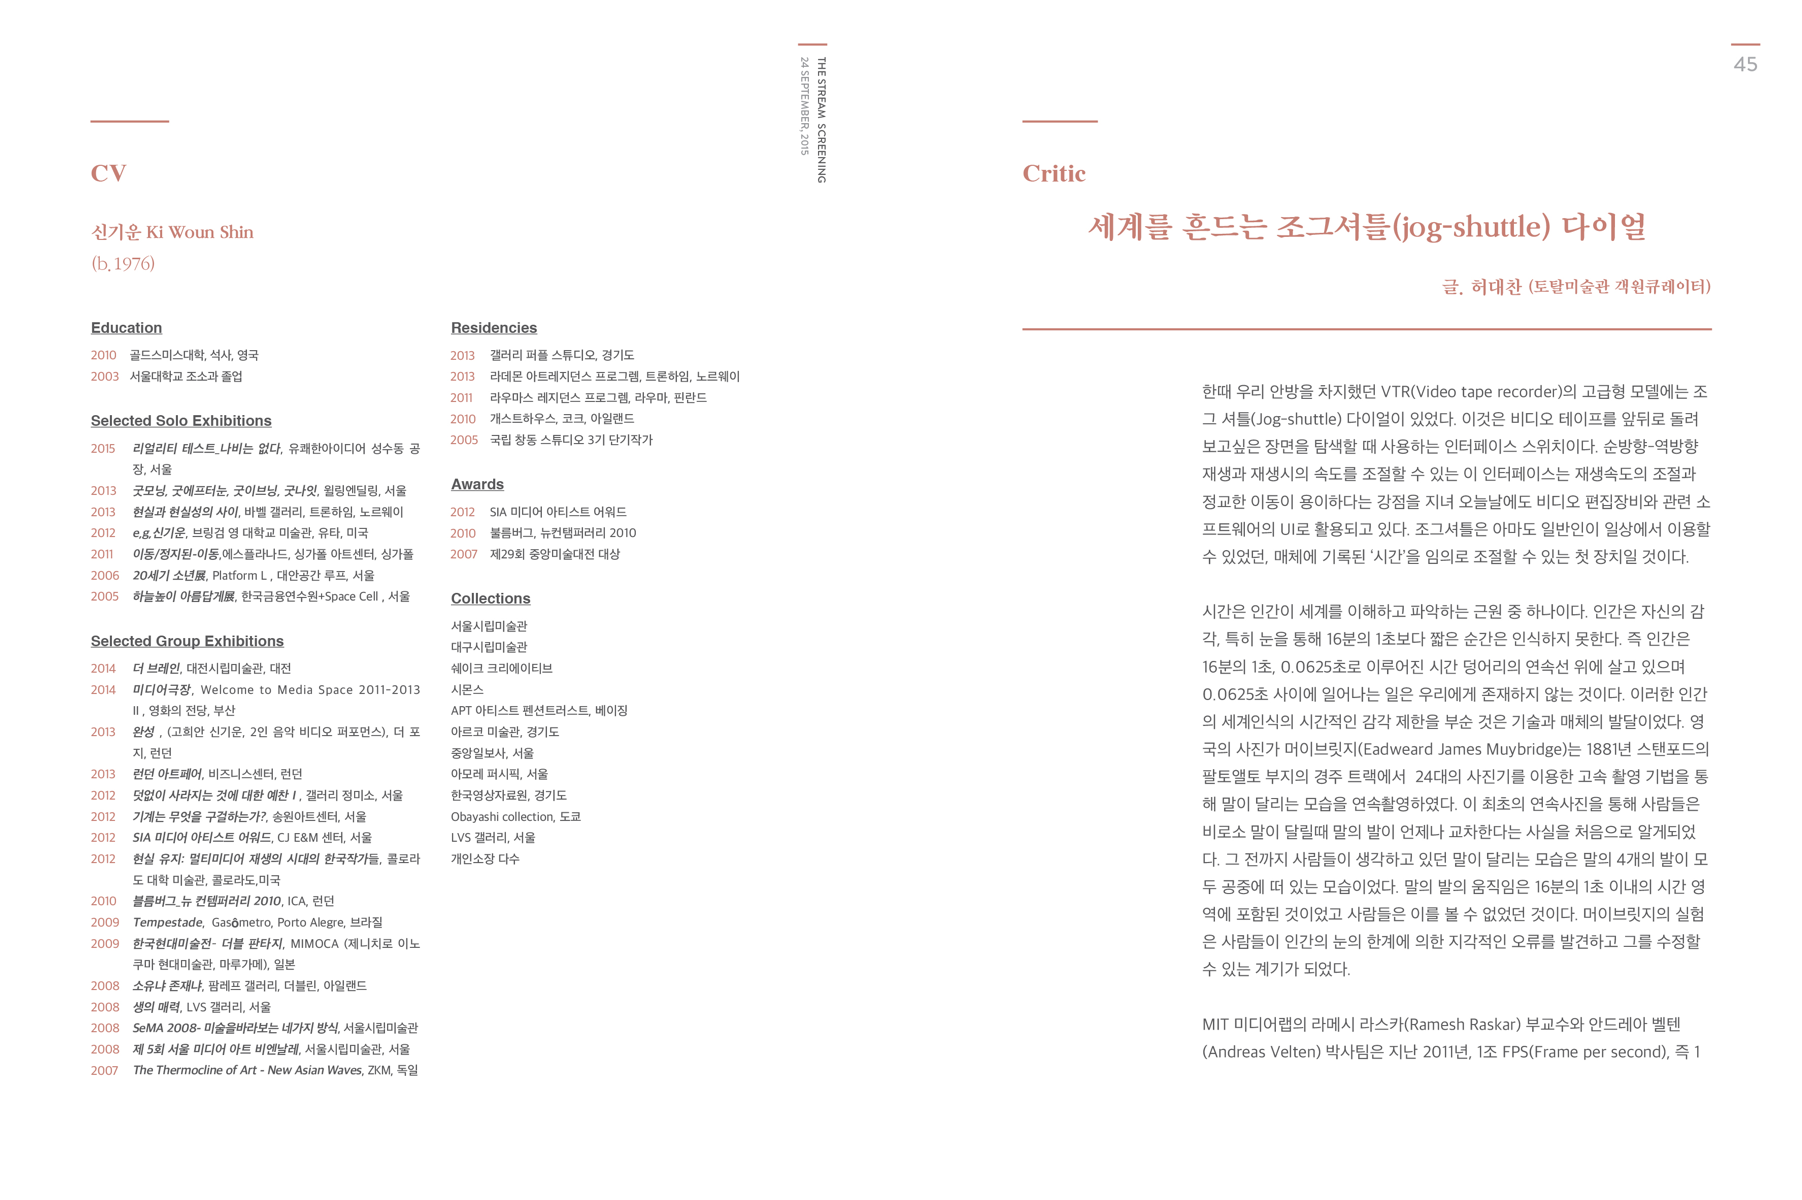 THE STREAM SCREENING
24 SEPTEMBER, 2015
CV
신기운 Ki Woun Shin
(b. 1976)
Education
2010 골드스미스대학, 석사, 영국
2003 서울대학교 조소과 졸업
Selected Solo Exhibitions
2015 리얼리티 테스트_나비는 없다, 유쾌한아이디어 성수동 공
장, 서울
2013 굿모닝, 굿에프터눈, 굿이브닝, 굿나잇, 윌링엔딜링, 서울
2013 현실과 현실성의 사이, 바벨 갤러리, 트론하임, 노르웨이
2012 e,g,신기운, 브링검 영 대학교 미술관, 유타, 미국
2011 이동/정지된-이동,에스플라나드, 싱가폴 아트센터, 싱가폴
2006 20세기 소년展, Platform L , 대안공간 루프, 서울
2005 하늘높이 아름답게展, 한국금융연수원+Space Cell , 서울
Selected Group Exhibitions
2014 더 브레인, 대전시립미술관, 대전
2014 미디어극장, Welcome to Media Space 2011-2013
II , 영화의 전당, 부산
2013 완성 , (고희안 신기운, 2인 음악 비디오 퍼포먼스), 더 포
지, 런던
2013 런던 아트페어, 비즈니스센터, 런던
2012 덧없이 사라지는 것에 대한 예찬 I , 갤러리 정미소, 서울
2012 기계는 무엇을 구걸하는가?, 송원아트센터, 서울
2012 SIA 미디어 아티스트 어워드, CJ E&M 센터, 서울
2012 현실 유지: 멀티미디어 재생의 시대의 한국작가들, 콜로라
도 대학 미술관, 콜로라도,미국
2010 블룸버그_뉴 컨템퍼러리 2010, ICA, 런던
2009 Tempestade, Gasômetro, Porto Alegre, 브라질
2009 한국현대미술전- 더블 판타지, MIMOCA (제니치로 이노
쿠마 현대미술관, 마루가메), 일본
2008 소유냐 존재냐, 팜레프 갤러리, 더블린, 아일랜드
2008 생의 매력, LVS 갤러리, 서울
2008 SeMA 2008- 미술을바라보는 네가지 방식, 서울시립미술관
2008 제 5회 서울 미디어 아트 비엔날레, 서울시립미술관, 서울
2007 The Thermocline of Art - New Asian Waves, ZKM, 독일
Residencies
2013 갤러리 퍼플 스튜디오, 경기도
2013 라데몬 아트레지던스 프로그렘, 트론하임, 노르웨이
2011 라우마스 레지던스 프로그렘, 라우마, 핀란드
2010 개스트하우스, 코크, 아일랜드
2005 국립 창동 스튜디오 3기 단기작가
Awards
2012 SIA 미디어 아티스트 어워드
2010 불름버그, 뉴컨탬퍼러리 2010
2007 제29회 중앙미술대전 대상
Collections
서울시립미술관
대구시립미술관
쉐이크 크리에이티브
시몬스
APT 아티스트 펜션트러스트, 베이징
아르코 미술관, 경기도
중앙일보사, 서울
아모레 퍼시픽, 서울
한국영상자료원, 경기도
Obayashi collection, 도쿄
LVS 갤러리, 서울
개인소장 다수
45
Critic
세계를 흔드는 조그셔틀(jog-shuttle) 다이얼
글. 허대찬 (토탈미술관 객원큐레이터)
한때 우리 안방을 차지했던 VTR(Video tape recorder)의 고급형 모델에는 조
그 셔틀(Jog-shuttle) 다이얼이 있었다. 이것은 비디오 테이프를 앞뒤로 돌려
보고싶은 장면을 탐색할 때 사용하는 인터페이스 스위치이다. 순방향-역방향
재생과 재생시의 속도를 조절할 수 있는 이 인터페이스는 재생속도의 조절과
정교한 이동이 용이하다는 강점을 지녀 오늘날에도 비디오 편집장비와 관련 소
프트웨어의 UI로 활용되고 있다. 조그셔틀은 아마도 일반인이 일상에서 이용할
수 있었던, 매체에 기록된 ‘시간’을 임의로 조절할 수 있는 첫 장치일 것이다.
시간은 인간이 세계를 이해하고 파악하는 근원 중 하나이다. 인간은 자신의 감
각, 특히 눈을 통해 16분의 1초보다 짧은 순간은 인식하지 못한다. 즉 인간은
16분의 1초, 0.0625초로 이루어진 시간 덩어리의 연속선 위에 살고 있으며
0.0625초 사이에 일어나는 일은 우리에게 존재하지 않는 것이다. 이러한 인간
의 세계인식의 시간적인 감각 제한을 부순 것은 기술과 매체의 발달이었다. 영
국의 사진가 머이브릿지(Eadweard James Muybridge)는 1881년 스탠포드의
팔토앨토 부지의 경주 트랙에서 24대의 사진기를 이용한 고속 촬영 기법을 통
해 말이 달리는 모습을 연속촬영하였다. 이 최초의 연속사진을 통해 사람들은
비로소 말이 달릴때 말의 발이 언제나 교차한다는 사실을 처음으로 알게되었
다. 그 전까지 사람들이 생각하고 있던 말이 달리는 모습은 말의 4개의 발이 모
두 공중에 떠 있는 모습이었다. 말의 발의 움직임은 16분의 1초 이내의 시간 영
역에 포함된 것이었고 사람들은 이를 볼 수 없었던 것이다. 머이브릿지의 실험
은 사람들이 인간의 눈의 한계에 의한 지각적인 오류를 발견하고 그를 수정할
수 있는 계기가 되었다.
MIT 미디어랩의 라메시 라스카(Ramesh Raskar) 부교수와 안드레아 벨텐
(Andreas Velten) 박사팀은 지난 2011년, 1조 FPS(Frame per second), 즉 1